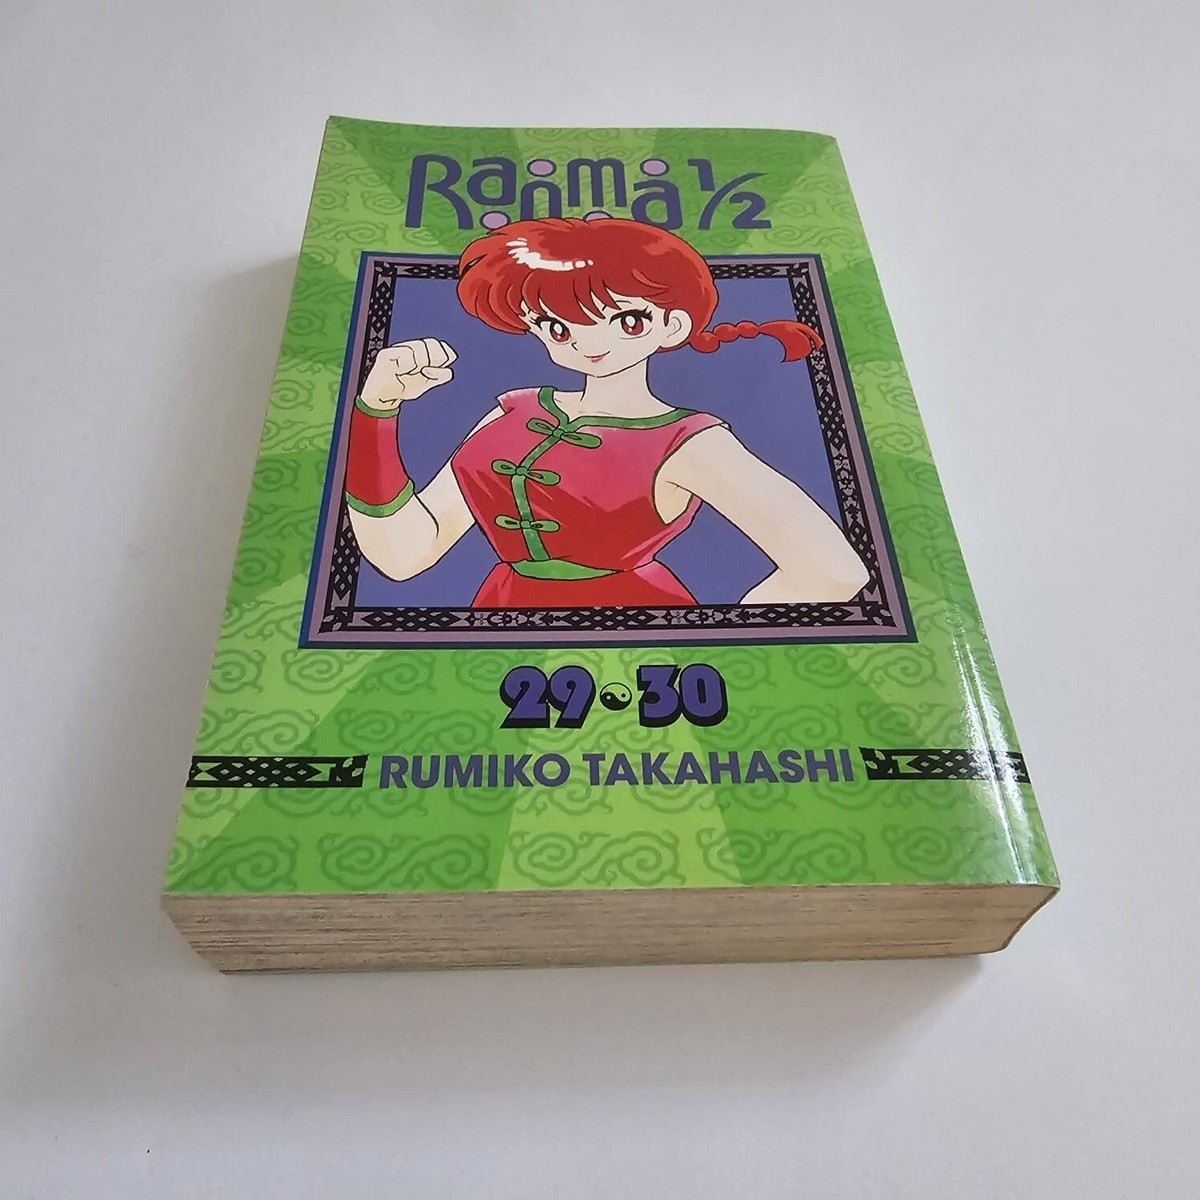 Ranma ½
29 30
RUMIKO TAKAHASHI